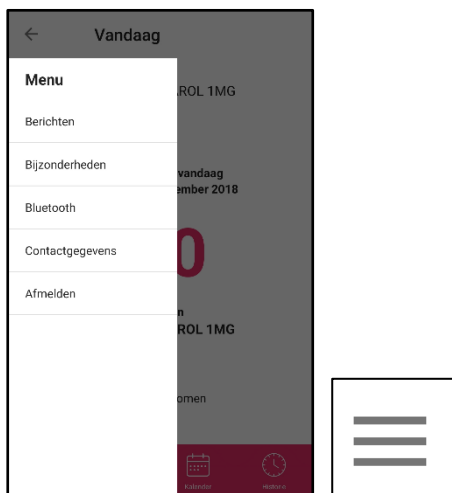 Vandaag
Menu
ROL 1MG
Berichten
Bijzonderheden
vandaag
ember 2018
Bluetooth
Contactgegevens
0
Afmelden
n
ROL 1MG
omen
Kalender
Historie